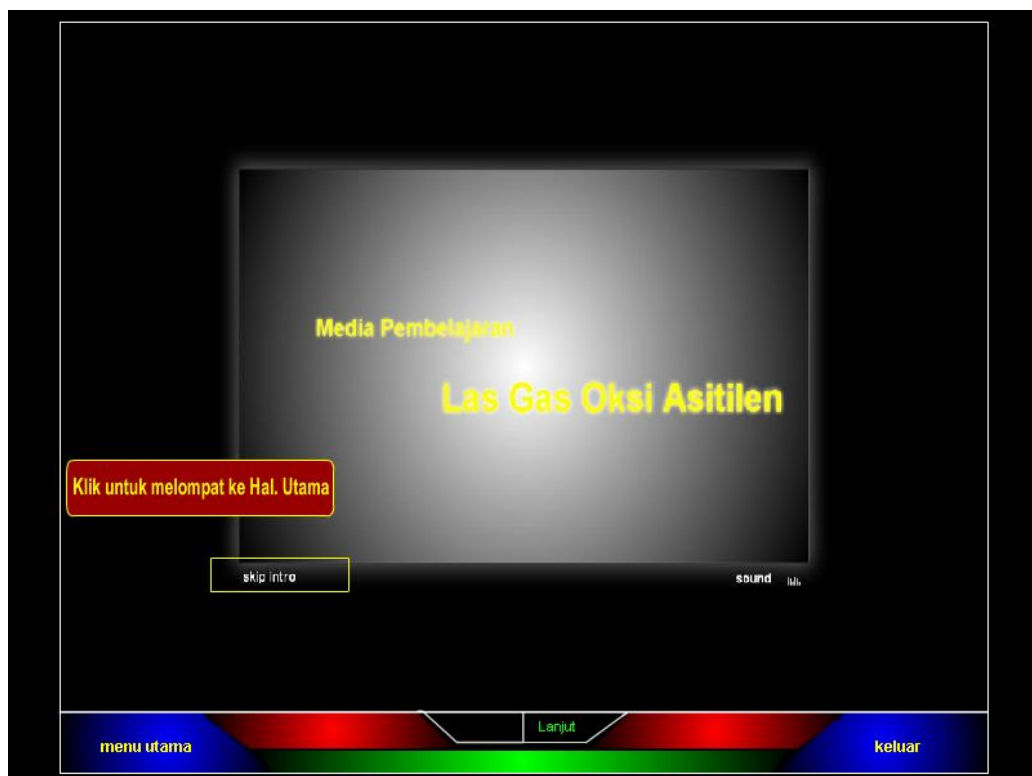 Media Pembelajaran
Las Gas Oksi Asitilen
Klik untuk melompat ke Hal. Utama
skip intro
sound
Lanjut
menu utama
keluar